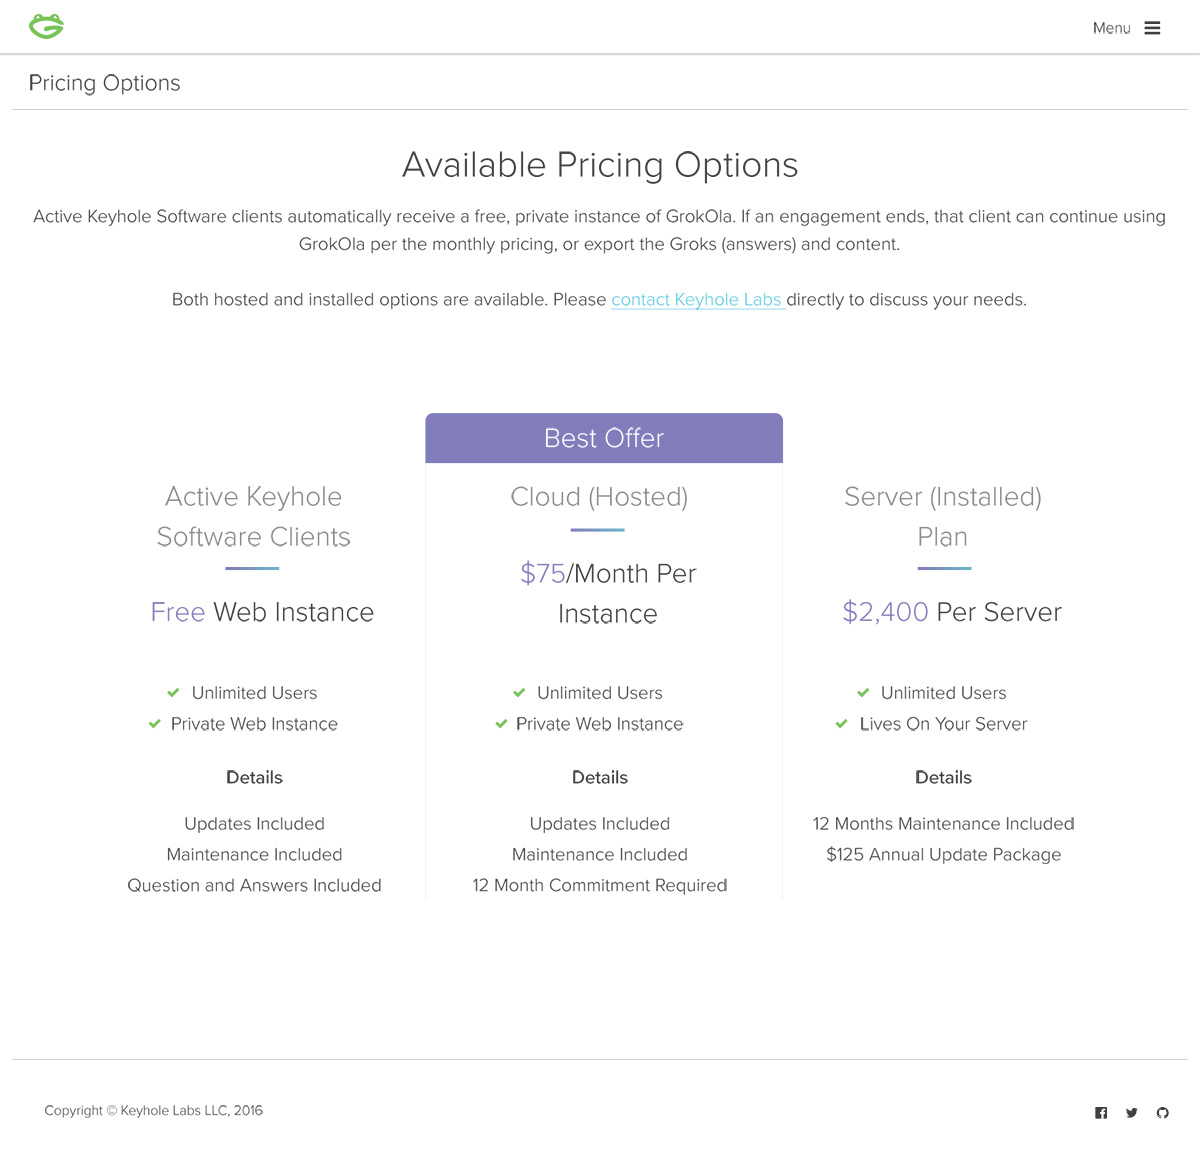 Menu
Pricing Options
Available Pricing Options
Active Keyhole Software clients automatically receive a free, private instance of GrokOla. If an engagement ends, that client can continue using
GrokOla per the monthly pricing, or export the Groks (answers) and content.
Both hosted and installed options are available. Please contact Keyhole Labs directly to discuss your needs.
Active Keyhole
Software Clients
Free Web Instance
Unlimited Users
Private Web Instance
Details
Updates Included
Maintenance Included
Question and Answers Included
Best Offer
Cloud (Hosted)
$75/Month Per
Instance
Unlimited Users
Private Web Instance
Details
Updates Included
Maintenance Included
12 Month Commitment Required
Server (Installed)
Plan
$2,400 Per Server
Unlimited Users
Lives On Your Server
Details
12 Months Maintenance Included
$125 Annual Update Package
Copyright © Keyhole Labs LLC, 2016